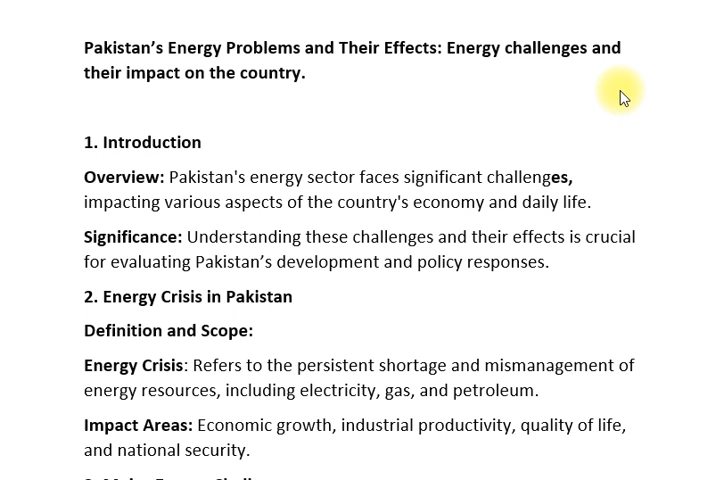 Pakistan’s Energy Problems and Their Effects: Energy challenges and
their impact on the country.
1. Introduction
Overview: Pakistan's energy sector faces significant challenges,
impacting various aspects of the country's economy and daily life.
Significance: Understanding these challenges and their effects is crucial
for evaluating Pakistan’s development and policy responses.
2. Energy Crisis in Pakistan
Definition and Scope:
Energy Crisis: Refers to the persistent shortage and mismanagement of
energy resources, including electricity, gas, and petroleum.
Impact Areas: Economic growth, industrial productivity, quality of life,
and national security.